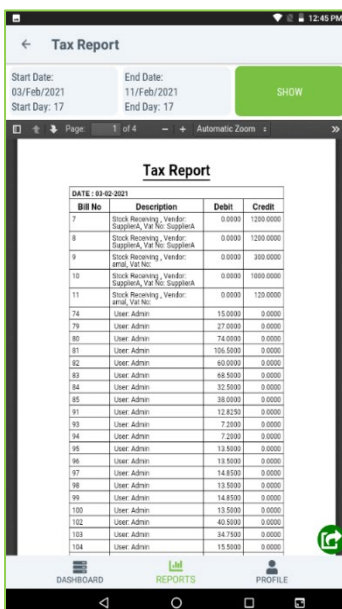 12:45 PM
Tax Report
Start Date:
03/Feb/2021
Start Day: 17
End Date:
11/Feb/2021
End Day: 17
SHOW
Page: 1 of 4 − + Automatic Zoom
Tax Report
DATE : 03-02-2021
Bill No Description Debit Credit
7 Stock Receiving , Vendor: 0.0000 1200.0000
SupplierA, Vat No: SupplierA
8 Stock Receiving , Vendor: 0.0000 1200.0000
SupplierA, Vat No: SupplierA
9 Stock Receiving , Vendor: 0.0000 300.0000
amal, Vat No:
10 Stock Receiving , Vendor: 0.0000 1000.0000
SupplierA, Vat No: SupplierA
11 Stock Receiving , Vendor: 0.0000 120.0000
amal, Vat No:
74 User: Admin 15.0000 0.0000
79 User: Admin 27.0000 0.0000
80 User: Admin 74.0000 0.0000
81 User: Admin 106.5000 0.0000
82 User: Admin 60.0000 0.0000
83 User: Admin 68.5000 0.0000
84 User: Admin 32.5000 0.0000
85 User: Admin 38.0000 0.0000
91 User: Admin 12.8250 0.0000
93 User: Admin 7.2000 0.0000
94 User: Admin 7.2000 0.0000
95 User: Admin 13.5000 0.0000
96 User: Admin 13.5000 0.0000
97 User: Admin 14.8500 0.0000
98 User: Admin 13.5000 0.0000
99 User: Admin 14.8500 0.0000
100 User: Admin 13.5000 0.0000
102 User: Admin 40.5000 0.0000
103 User: Admin 34.7500 0.0000
104 User: Admin 15.5000 0.0000
DASHBOARD
REPORTS
PROFILE